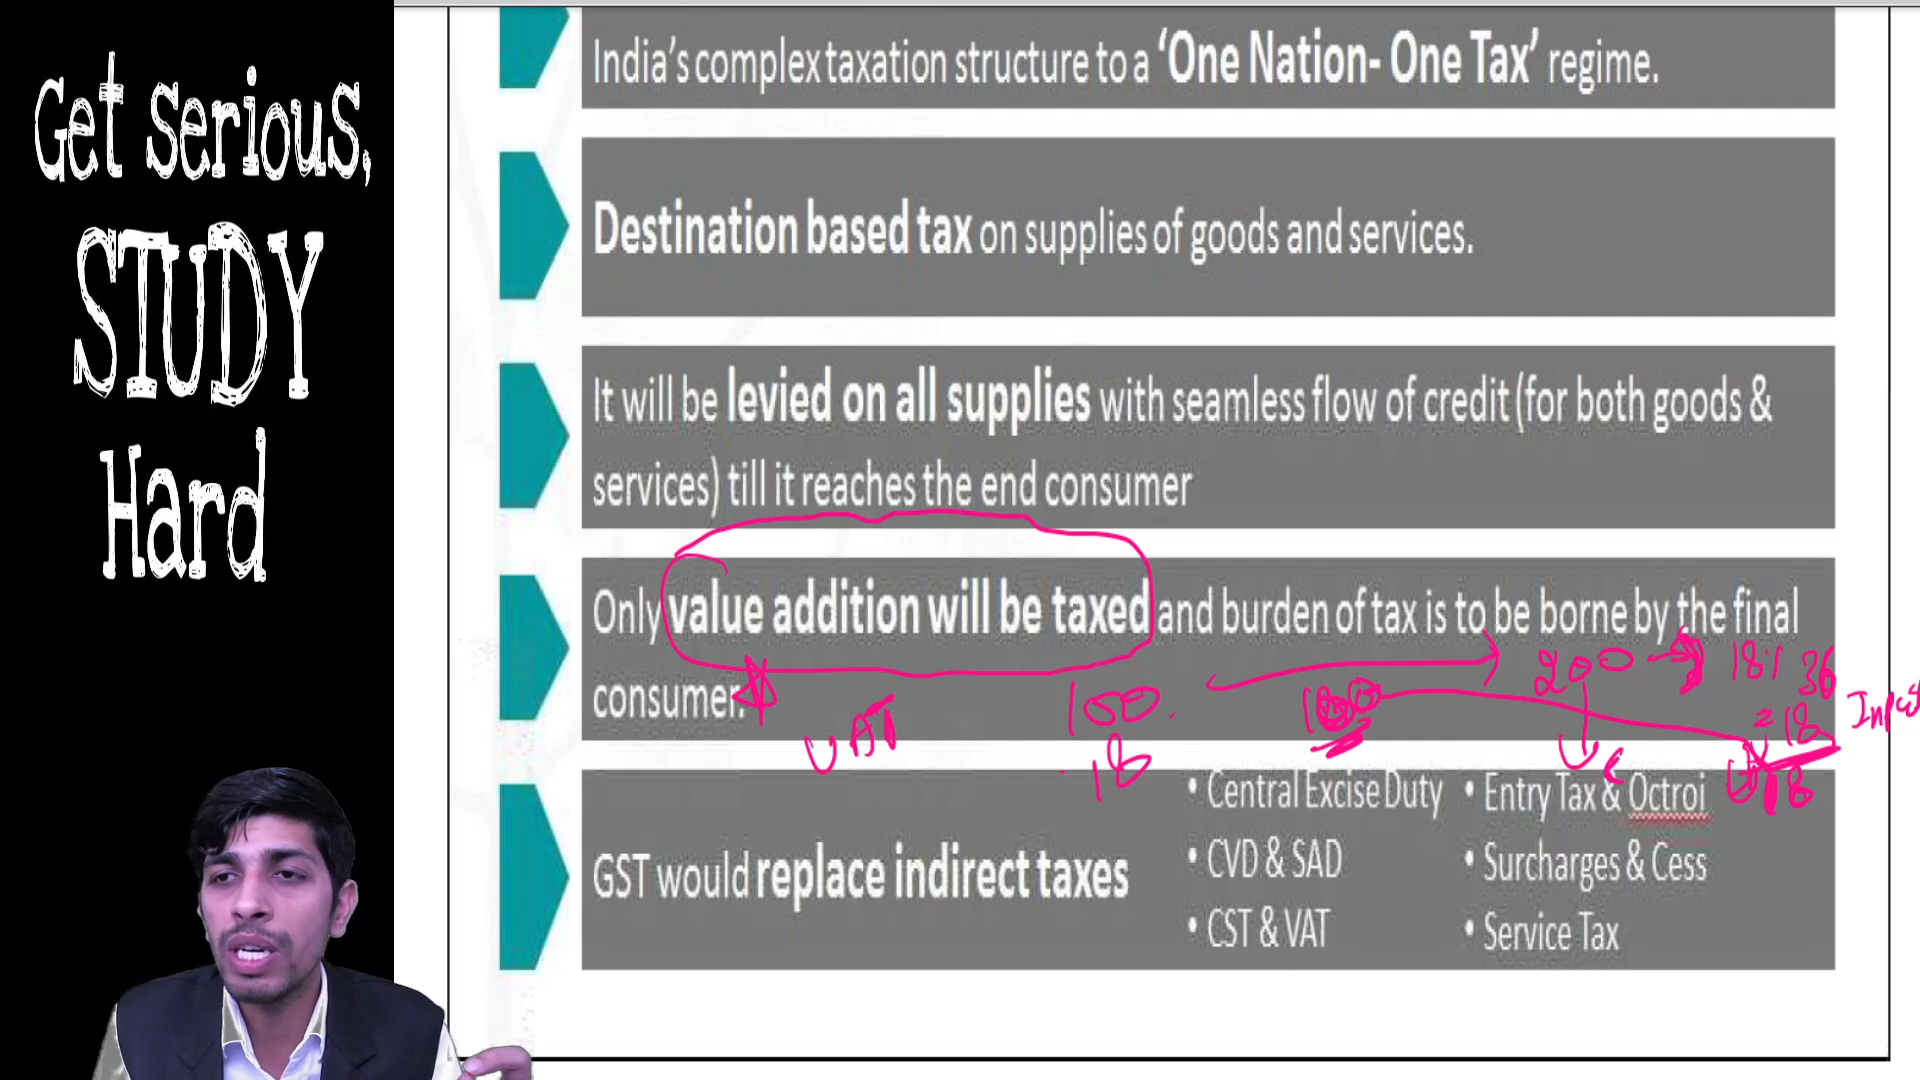 Get serious,
STUDY
Hard
India's complex taxation structure to a 'One Nation- One Tax' regime.
Destination based tax on supplies of goods and services.
It will be levied on all supplies with seamless flow of credit (for both goods &
services) till it reaches the end consumer
Only value addition will be taxed and burden of tax is to be borne by the final
consumer.
VAT
100
18
200
18%
36
18
18
GST would replace indirect taxes
• Central Excise Duty
• CVD & SAD
• CST & VAT
• Entry Tax & Octroi
• Surcharges & Cess
• Service Tax